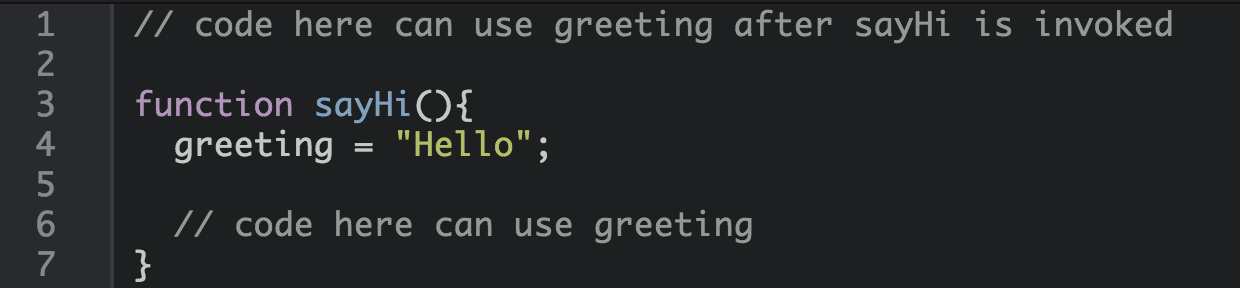 1 // code here can use greeting after sayHi is invoked
2
3 function sayHi(){
4   greeting = "Hello";
5
6   // code here can use greeting
7 }